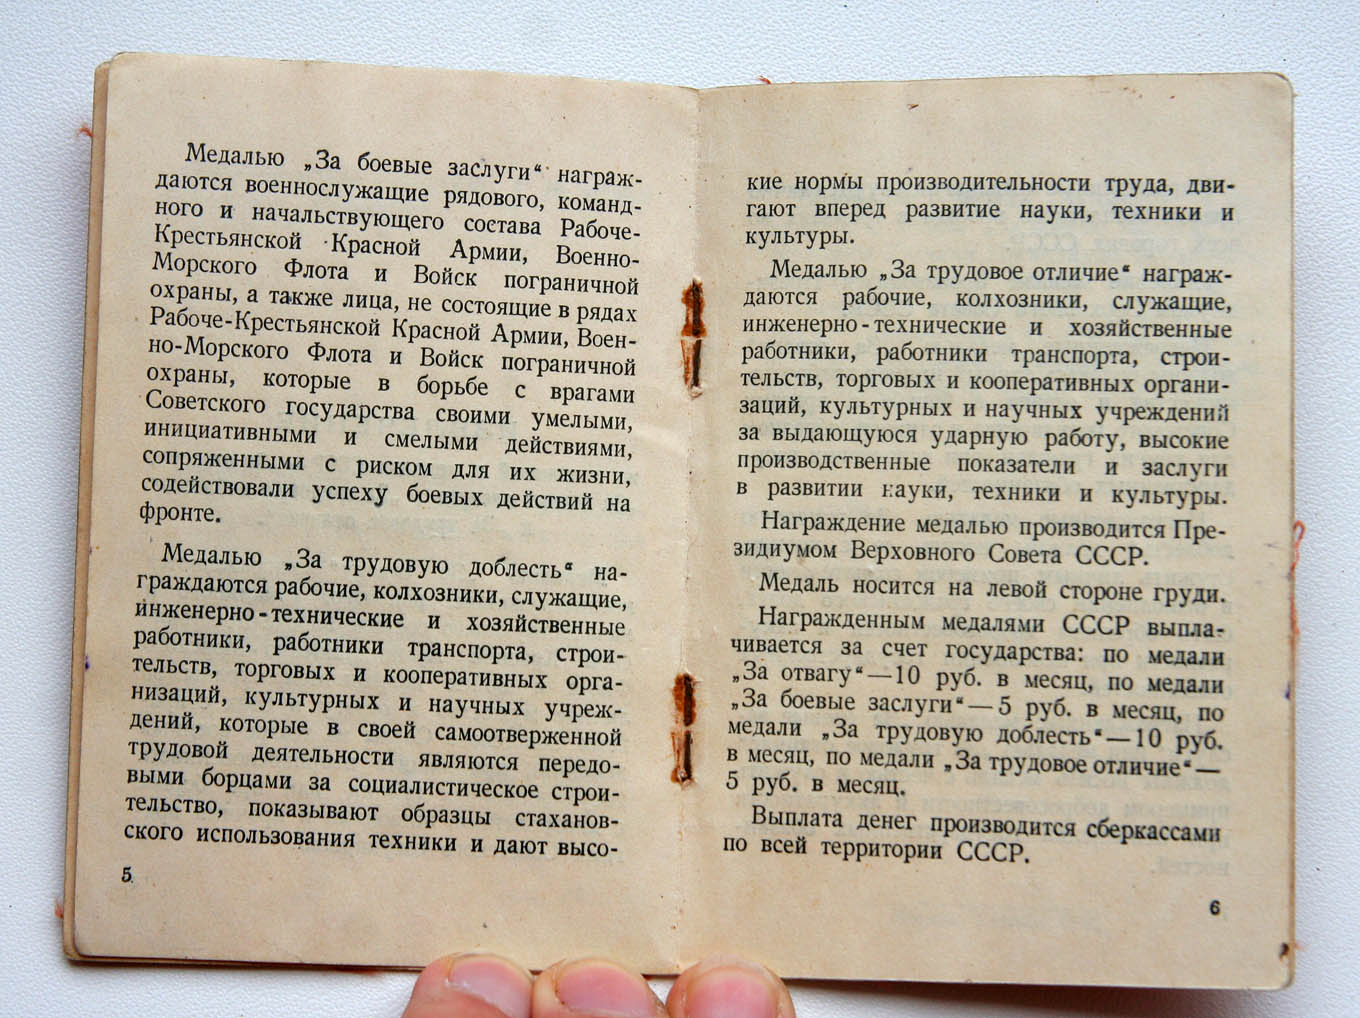 Медалью „За боевые заслуги“ награж-
даются военнослужащие рядового, команд-
ного и начальствующего состава Рабоче-
Крестьянской Красной Армии, Военно-
Морского Флота и Войск пограничной
охраны, а также лица, не состоящие в рядах
Рабоче-Крестьянской Красной Армии, Воен-
но-Морского Флота и Войск пограничной
охраны, которые в борьбе с врагами
Советского государства своими умелыми,
инициативными и смелыми действиями,
сопряженными с риском для их жизни,
содействовали успеху боевых действий на
фронте.
Медалью „За трудовую доблесть“ на-
граждаются рабочие, колхозники, служащие,
инженерно-технические и хозяйственные
работники, работники транспорта, строи-
тельств, торговых и кооперативных орга-
низаций, культурных и научных учреж-
дений, которые в своей самоотверженной
трудовой деятельности являются передо-
выми борцами за социалистическое строи-
тельство, показывают образцы стаханов-
ского использования техники и дают высо-
5
кие нормы производительности труда, дви-
гают вперед развитие науки, техники и
культуры.
Медалью „За трудовое отличие“ награж-
даются рабочие, колхозники, служащие,
инженерно-технические и хозяйственные
работники, работники транспорта, строи-
тельств, торговых и кооперативных органи-
заций, культурных и научных учреждений
за выдающуюся ударную работу, высокие
производственные показатели и заслуги
в развитии науки, техники и культуры.
Награждение медалью производится Пре-
зидиумом Верховного Совета СССР.
Медаль носится на левой стороне груди.
Награжденным медалями СССР выпла-
чивается за счет государства: по медали
„За отвагу“—10 руб. в месяц, по медали
„За боевые заслуги“—5 руб. в месяц, по
медали „За трудовую доблесть“—10 руб.
в месяц, по медали „За трудовое отличие“—
5 руб. в месяц.
Выплата денег производится сберкассами
по всей территории СССР.
6